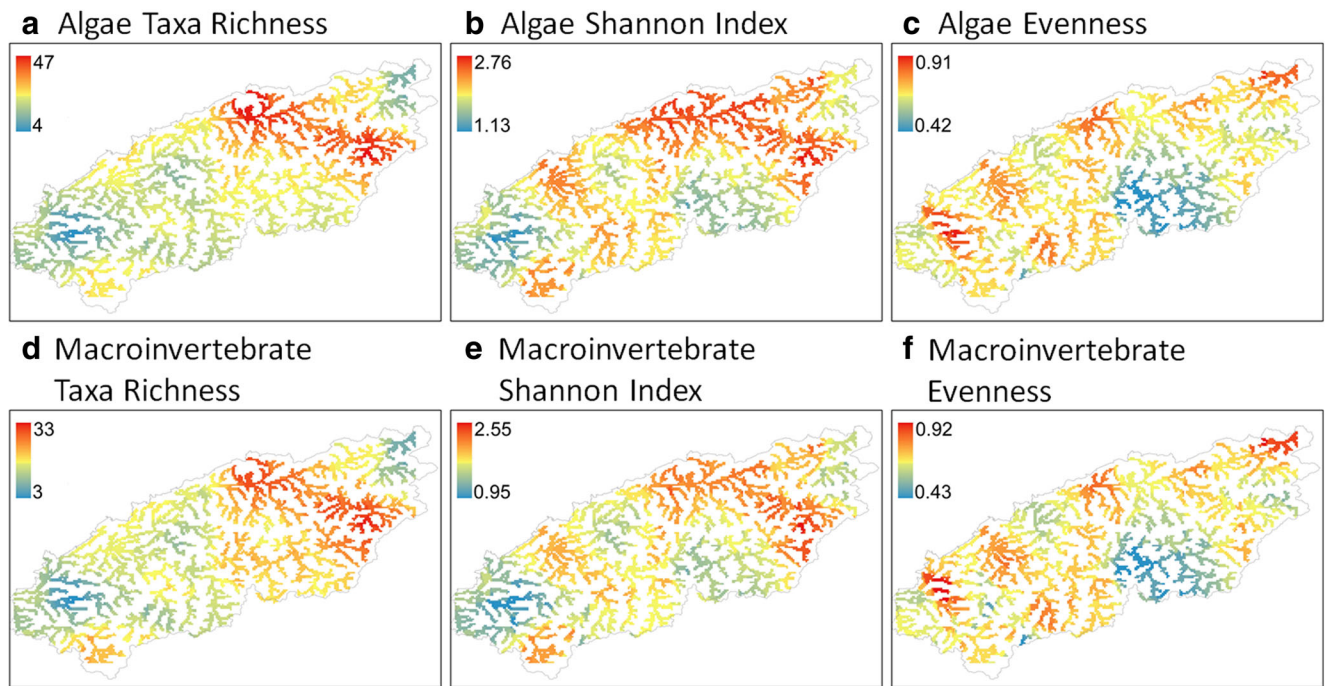 a Algae Taxa Richness
47
4
b Algae Shannon Index
2.76
1.13
c Algae Evenness
0.91
0.42
d Macroinvertebrate
Taxa Richness
33
3
e Macroinvertebrate
Shannon Index
2.55
0.95
f Macroinvertebrate
Evenness
0.92
0.43